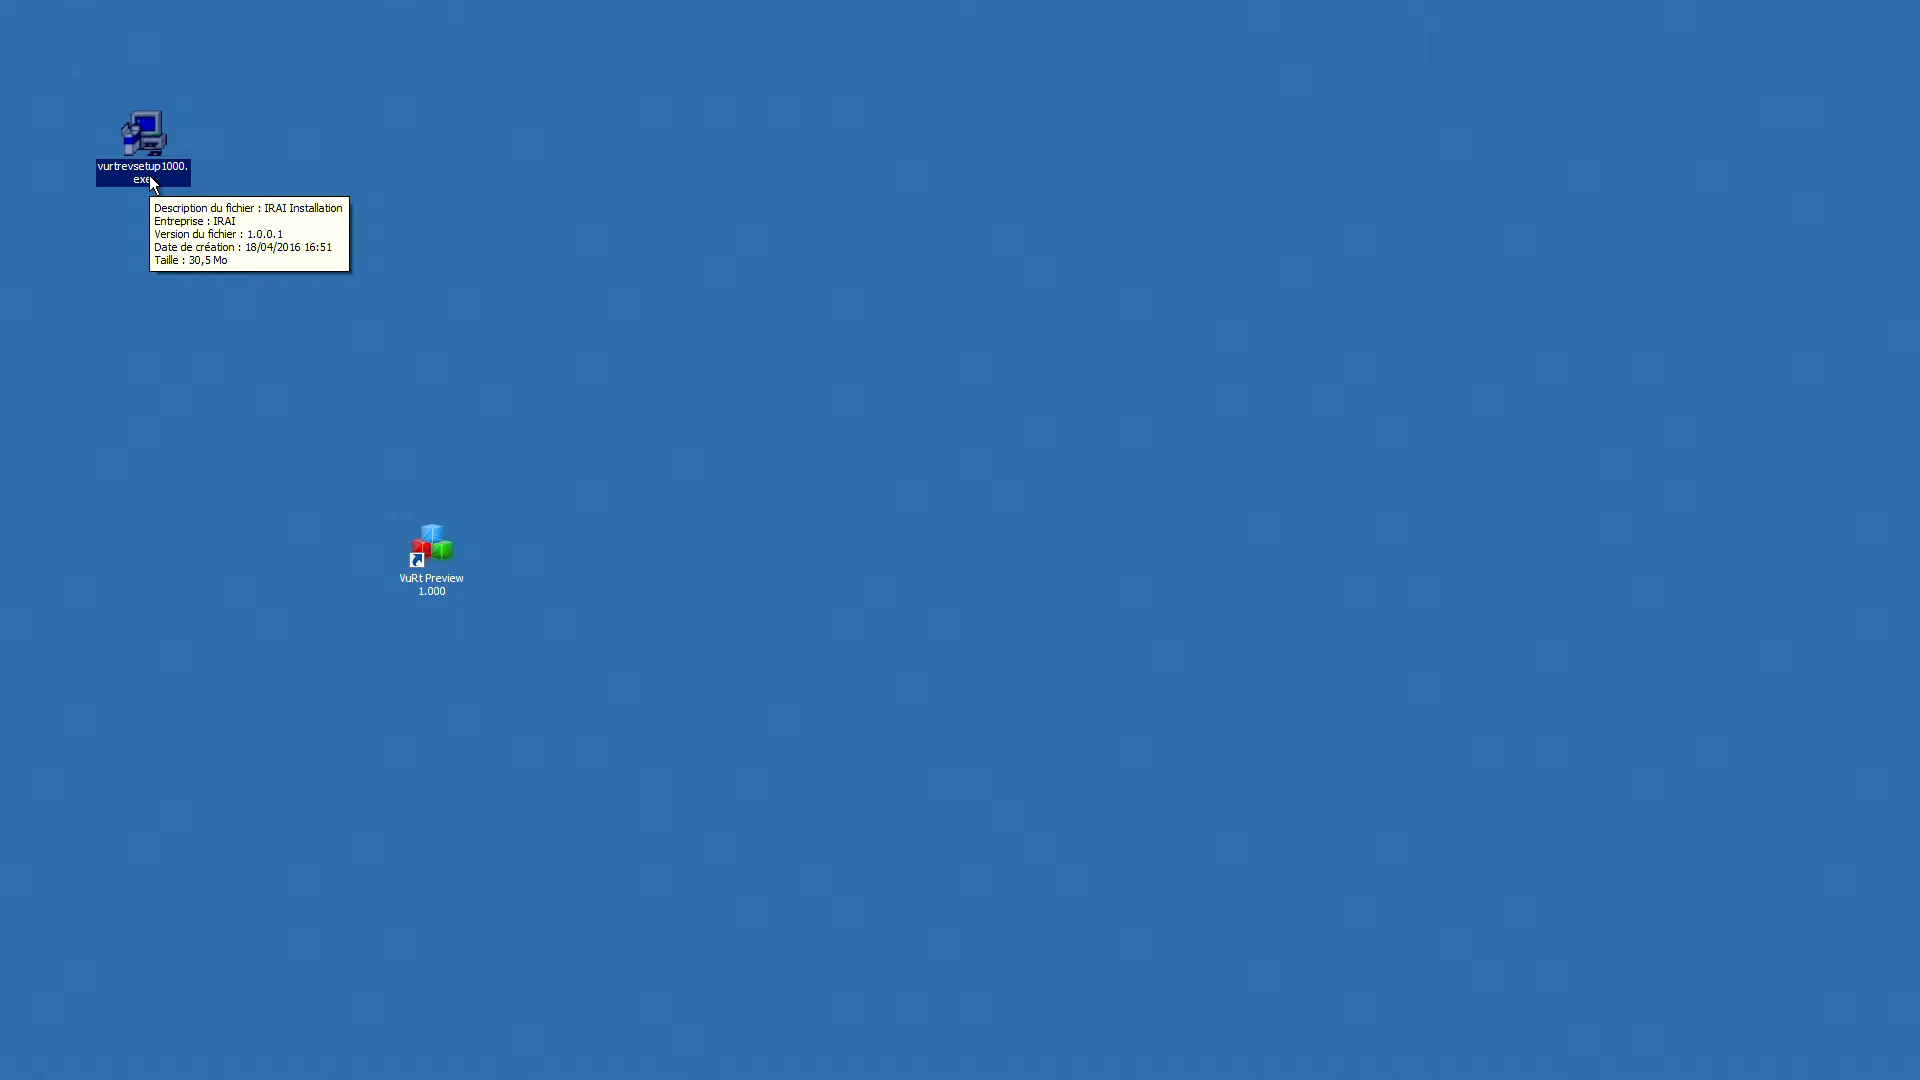 vurtrevsetup1000.
exe
Description du fichier : IRAI Installation
Entreprise : IRAI
Version du fichier : 1.0.0.1
Date de création : 18/04/2016 16:51
Taille : 30,5 Mo
VuRt Preview
1.000